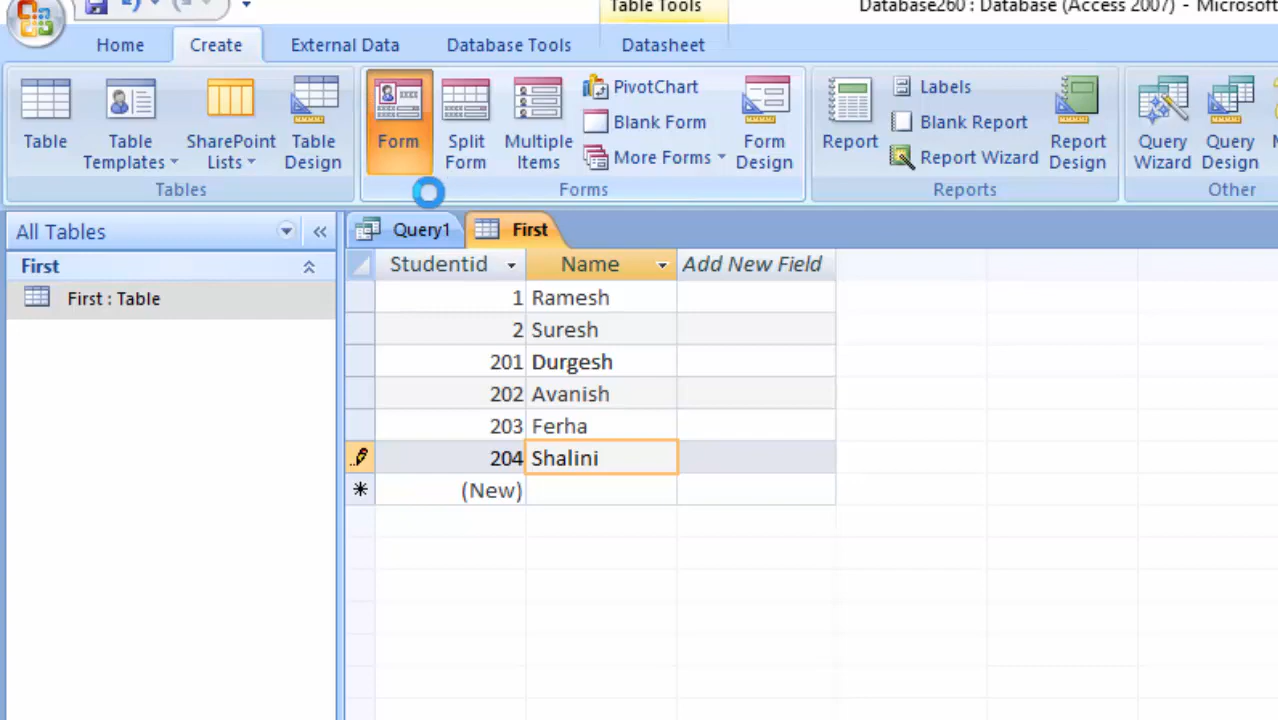 Table Tools
Database260 : Database (Access 2007) - Microsoft
Home Create External Data Database Tools Datasheet
Table
Table Templates
SharePoint Lists
Table Design
Tables
Form
Split Form
Multiple Items
PivotChart
Blank Form
More Forms
Form Design
Forms
Report
Labels
Blank Report
Report Wizard
Report Design
Reports
Query Wizard
Query Design
Other
All Tables «
First
First : Table
Query1 First
Studentid Name Add New Field
1 Ramesh
2 Suresh
201 Durgesh
202 Avanish
203 Ferha
204 Shalini
(New)